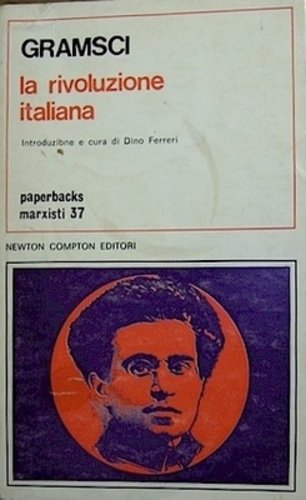 GRAMSCI
la rivoluzione
italiana
Introduzione e cura di Dino Ferreri
paperbacks
marxisti 37
NEWTON COMPTON EDITORI